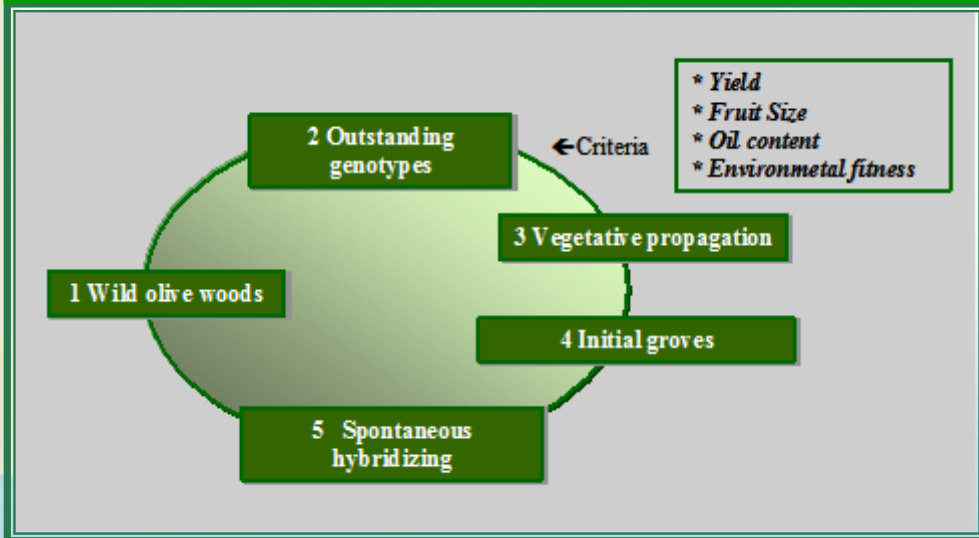 * Yield
* Fruit Size
* Oil content
* Environmetal fitness
2 Outstanding
genotypes
←Criteria
3 Vegetative propagation
1 Wild olive woods
4 Initial groves
5 Spontaneous
hybridizing